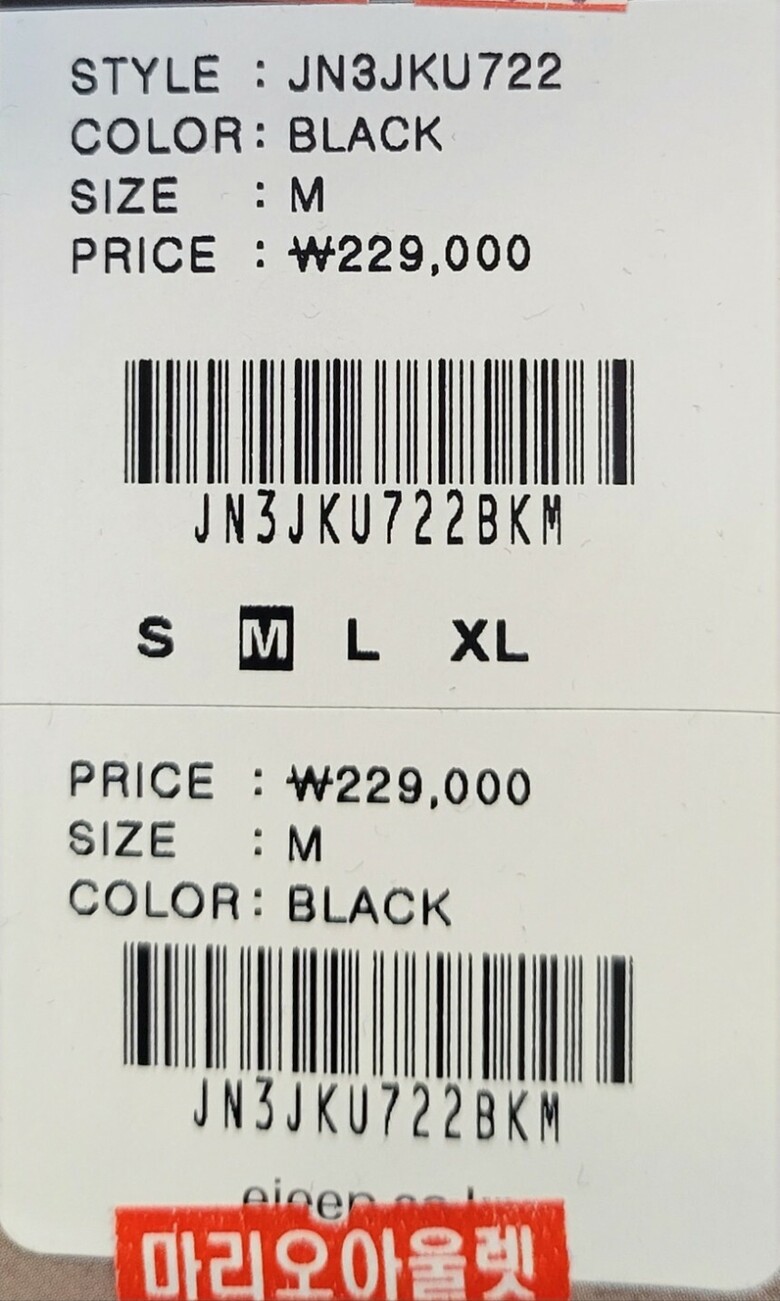 STYLE : JN3JKU722
COLOR: BLACK
SIZE : M
PRICE : ₩229,000
JN3JKU722BKM
S M L XL
PRICE : ₩229,000
SIZE : M
COLOR: BLACK
JN3JKU722BKM
마리오아울렛